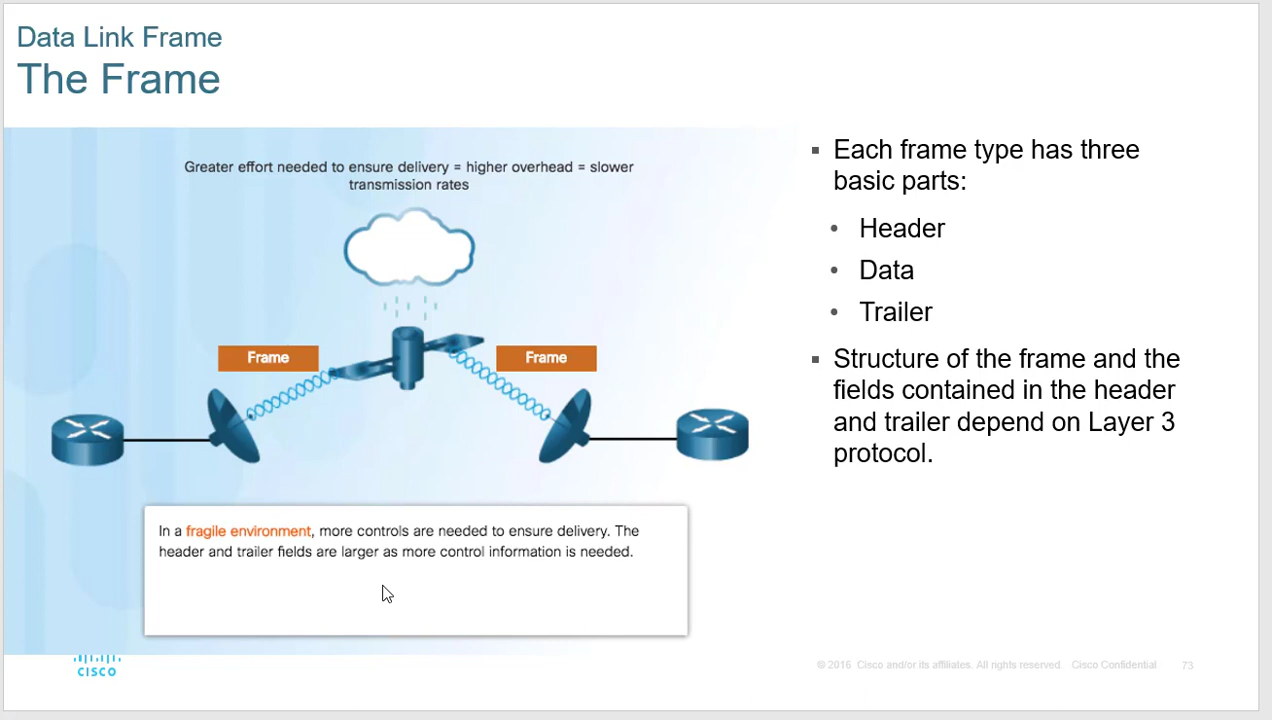 Data Link Frame
The Frame
Greater effort needed to ensure delivery = higher overhead = slower
transmission rates
Frame
Frame
In a fragile environment, more controls are needed to ensure delivery. The
header and trailer fields are larger as more control information is needed.
▪ Each frame type has three
basic parts:
• Header
• Data
• Trailer
▪ Structure of the frame and the
fields contained in the header
and trailer depend on Layer 3
protocol.
CISCO
© 2016 Cisco and/or its affiliates. All rights reserved. Cisco Confidential 73